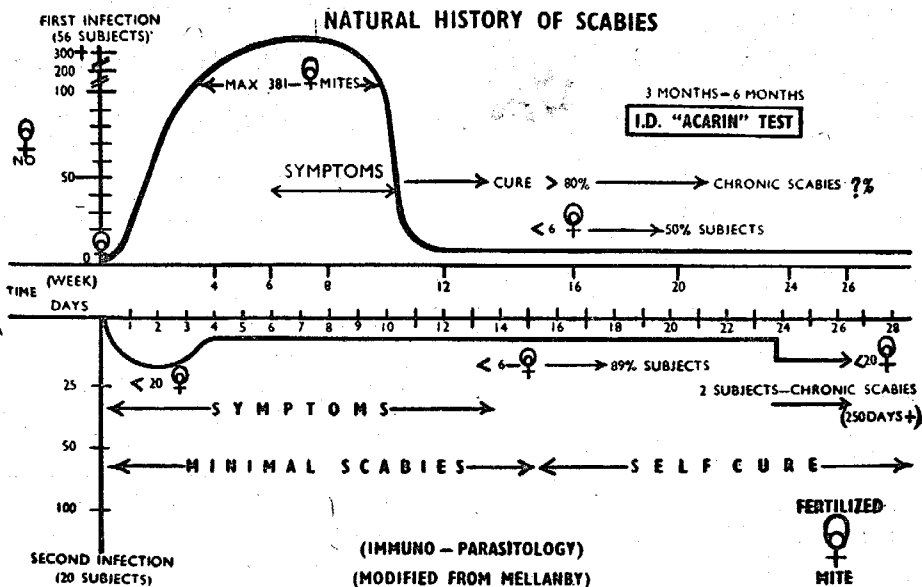 NATURAL HISTORY OF SCABIES
FIRST INFECTION
(56 SUBJECTS)
300+
200
100
50
0
NO
MAX 381 MITES
3 MONTHS–6 MONTHS
I.D. "ACARIN" TEST
SYMPTOMS
CURE > 80% CHRONIC SCABIES ?%
< 6 50% SUBJECTS
TIME (WEEK) 4 12 16 20 24 26
DAYS 1 2 3 4 5 6 7 8 9 10 12 14 16 18 20 22 24 26 28
< 20 < 6 89% SUBJECTS <20
25
2 SUBJECTS–CHRONIC SCABIES
(250DAYS+)
SYMPTOMS
50
MINIMAL SCABIES SELF CURE
100
FERTILIZED
MITE
SECOND INFECTION
(20 SUBJECTS)
(IMMUNO – PARASITOLOGY)
(MODIFIED FROM MELLANBY)